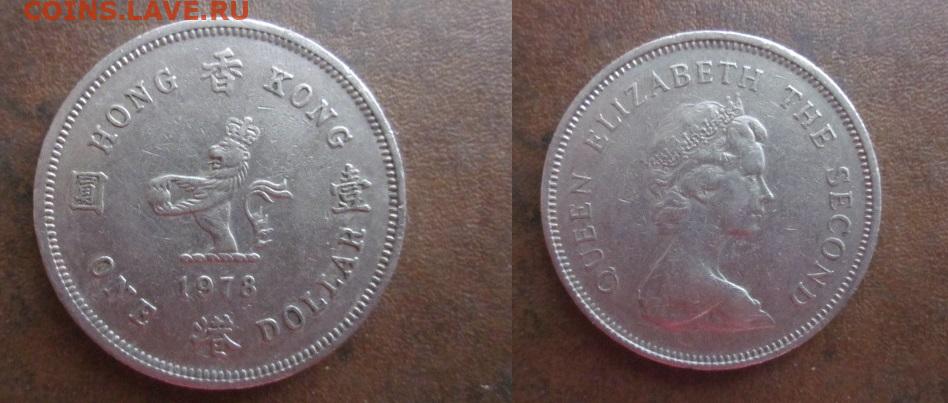 COINS.LAVE.RU
HONG 香 KONG
圓 壹
1978
ONE 港 DOLLAR
QUEEN ELIZABETH THE SECOND